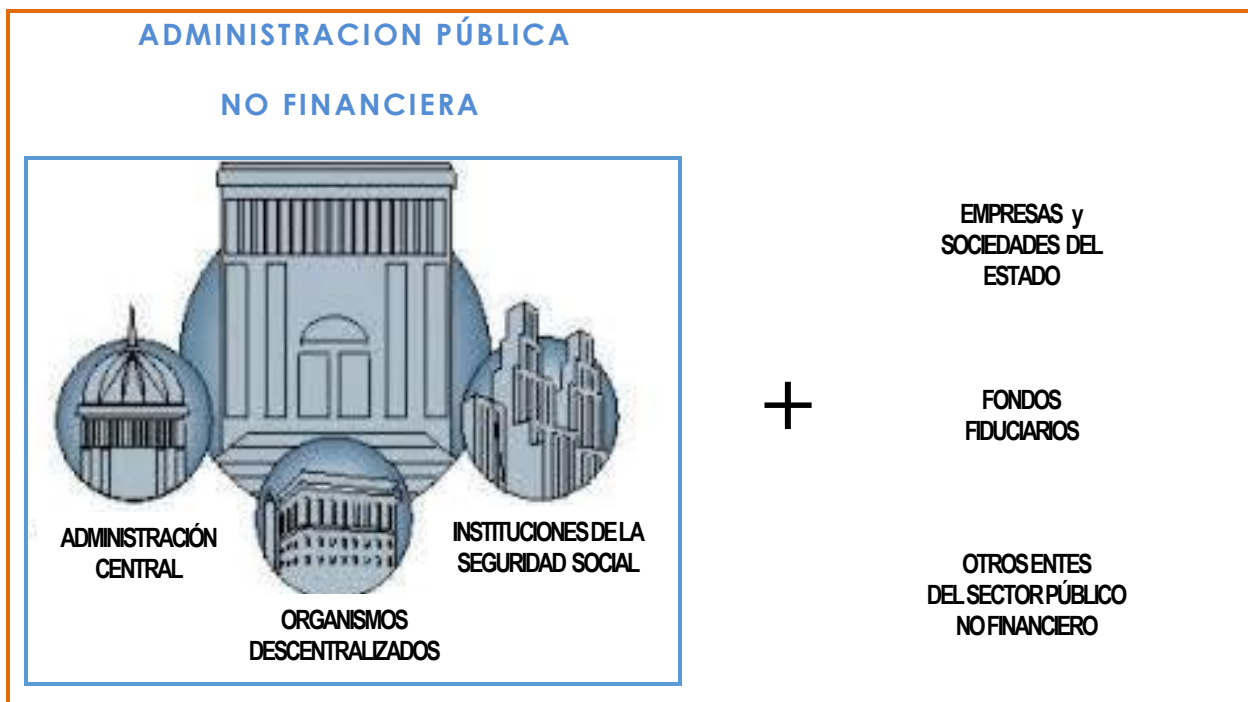 ADMINISTRACION PÚBLICA
NO FINANCIERA
ADMINISTRACIÓN
CENTRAL
ORGANISMOS
DESCENTRALIZADOS
INSTITUCIONES DE LA
SEGURIDAD SOCIAL
+
EMPRESAS y
SOCIEDADES DEL
ESTADO
FONDOS
FIDUCIARIOS
OTROS ENTES
DEL SECTOR PÚBLICO
NO FINANCIERO